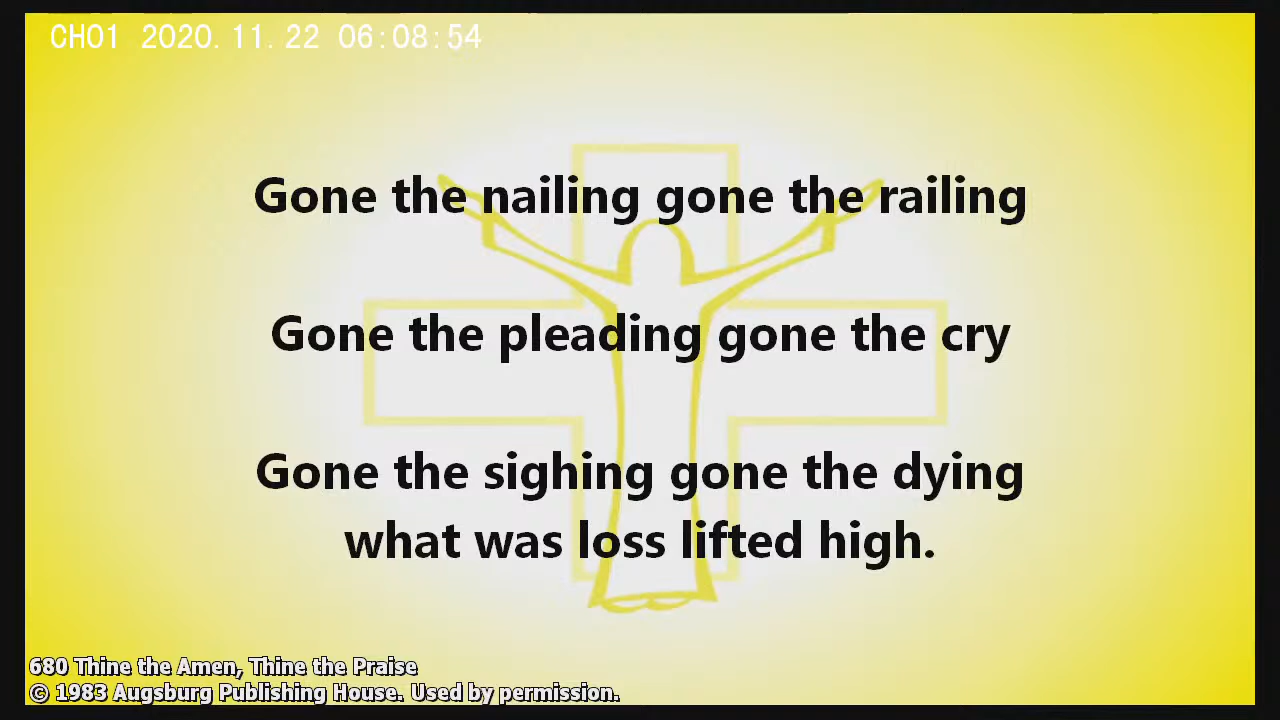 CH01 2020.11.22 06:08:54
Gone the nailing gone the railing
Gone the pleading gone the cry
Gone the sighing gone the dying
what was loss lifted high.
680 Thine the Amen, Thine the Praise
© 1983 Augsburg Publishing House. Used by permission.